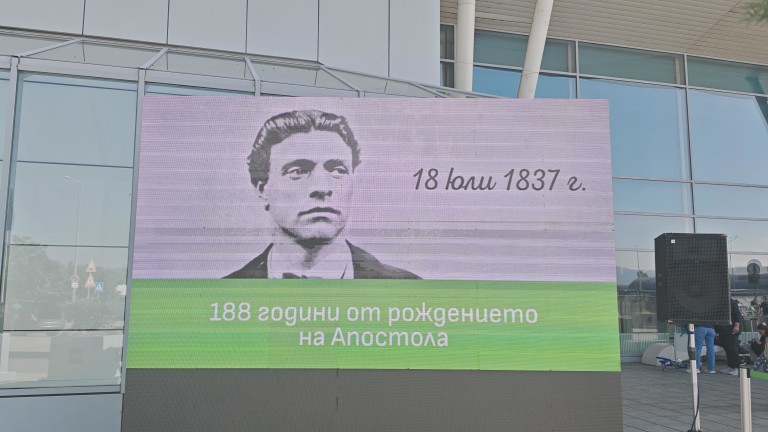 18 юли 1837 г.
188 години от рождението
на Апостола